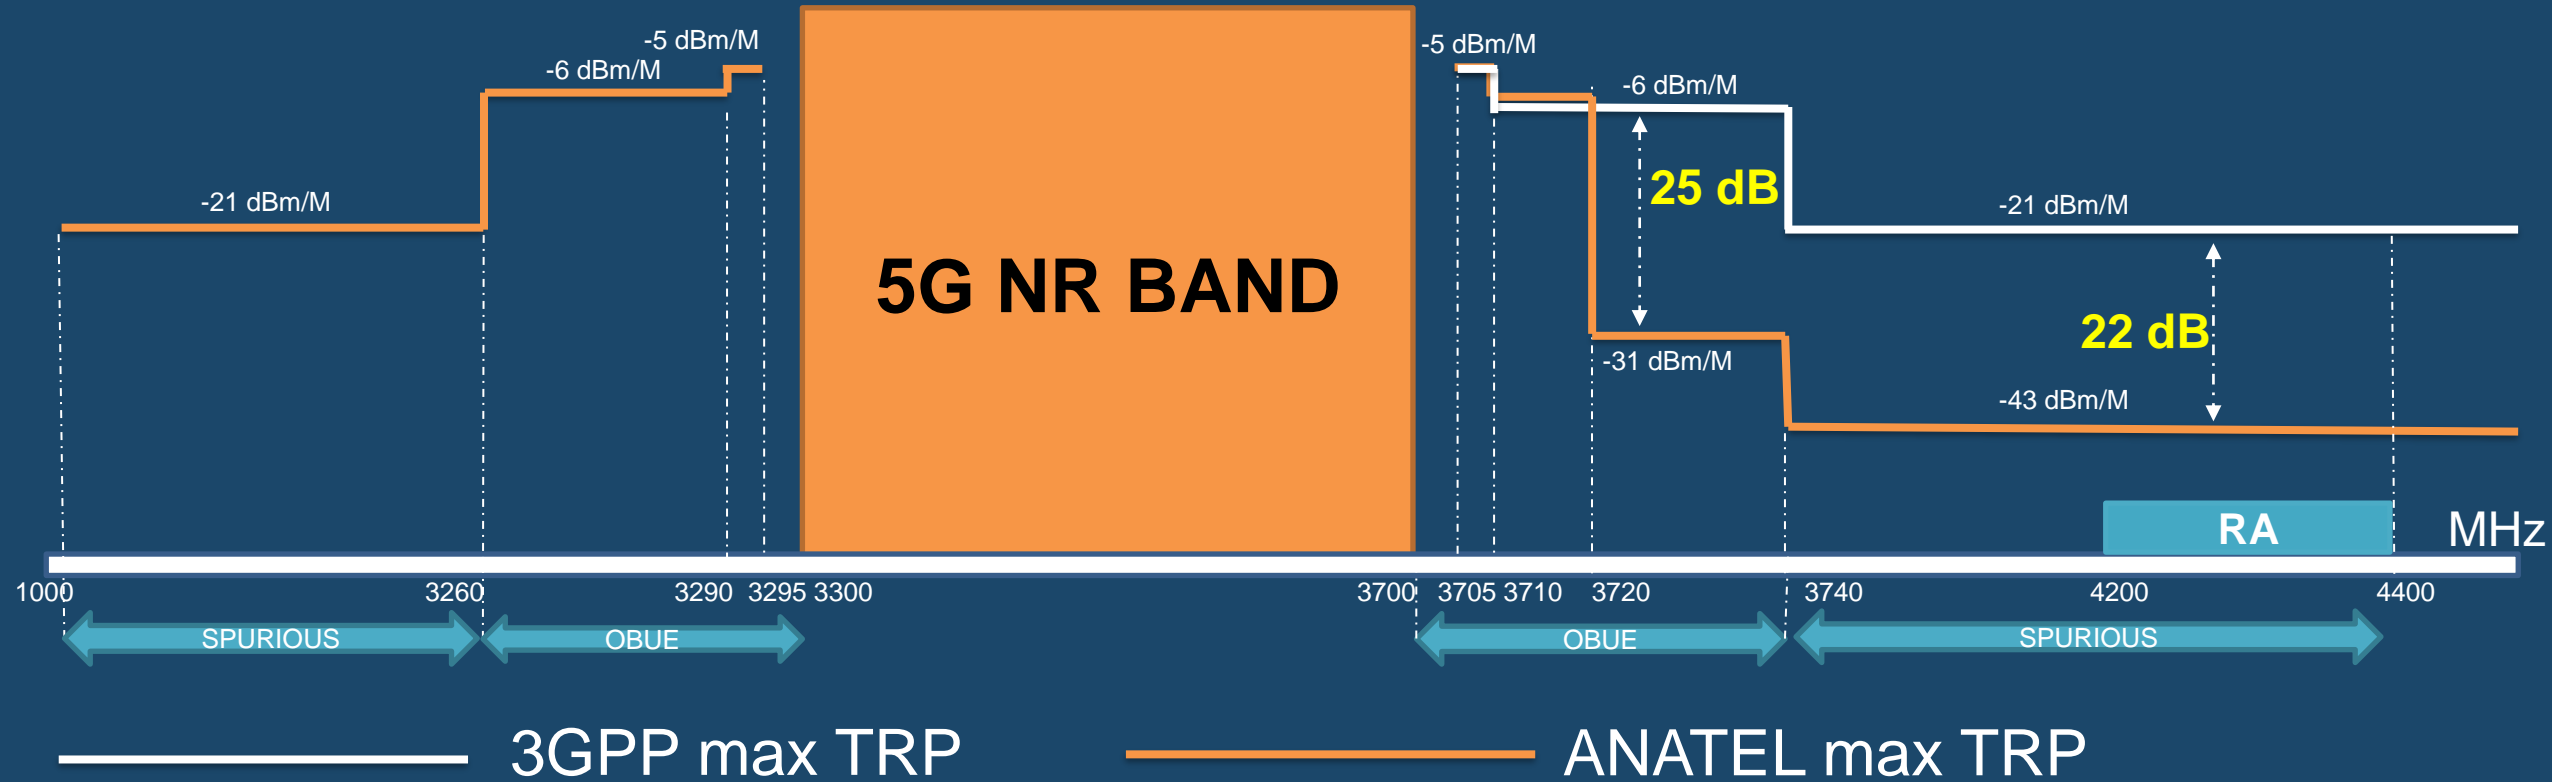 -5 dBm/M
-5 dBm/M
-6 dBm/M
-6 dBm/M
25 dB
-21 dBm/M
-21 dBm/M
5G NR BAND
22 dB
-31 dBm/M
-43 dBm/M
RA
MHz
1000
3260
3290
3295
3300
3700
3705
3710
3720
3740
4200
4400
SPURIOUS
OBUE
OBUE
SPURIOUS
3GPP max TRP
ANATEL max TRP